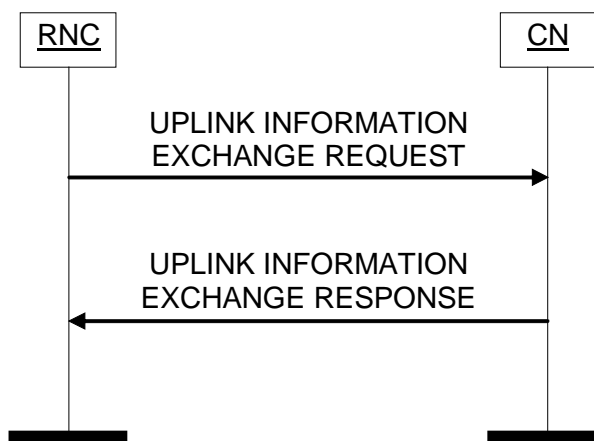 RNC
CN
UPLINK INFORMATION
EXCHANGE REQUEST
UPLINK INFORMATION
EXCHANGE RESPONSE